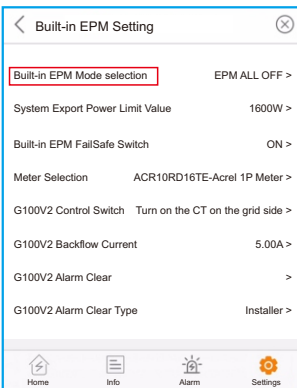 Built-in EPM Setting
Built-in EPM Mode selection EPM ALL OFF >
System Export Power Limit Value 1600W >
Built-in EPM FailSafe Switch ON >
Meter Selection ACR10RD16TE-Acrel 1P Meter >
G100V2 Control Switch Turn on the CT on the grid side >
G100V2 Backflow Current 5.00A >
G100V2 Alarm Clear >
G100V2 Alarm Clear Type Installer >
Home Info Alarm Settings